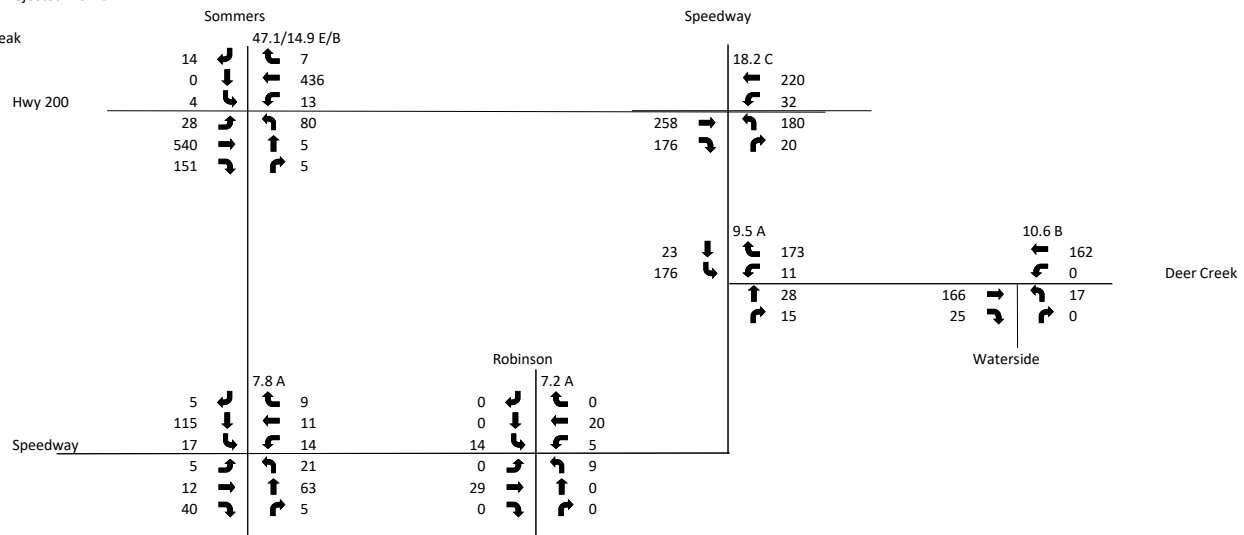 Sommers Speedway
47.1/14.9 E/B
14 7 18.2 C
0 436 220
Hwy 200 4 13 32
28 80 258 180
540 5 176 20
151 5
9.5 A 10.6 B
23 173 162
176 11 0 Deer Creek
28 166 17
15 25 0
Robinson Waterside
7.8 A 7.2 A
5 9 0 0
115 11 0 20
Speedway 17 14 14 5
5 21 0 9
12 63 29 0
40 5 0 0